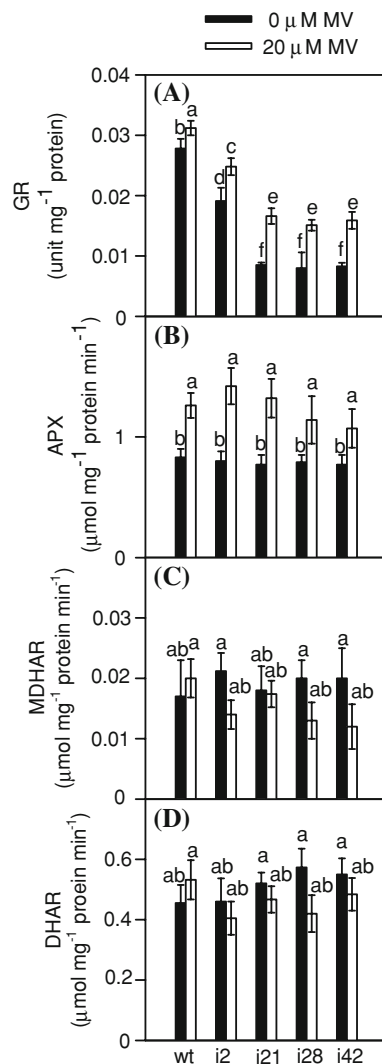 0 μM MV
20 μM MV
(A)
GR
(unit mg⁻¹ protein)
0.04
0.03
0.02
0.01
0
b a d c f e f e f e
(B)
APX
(μmol mg⁻¹ protein min⁻¹)
1
0
b a b a b a b a b a
(C)
MDHAR
(μmol mg⁻¹ protein min⁻¹)
0.03
0.02
0.01
0
ab a a ab ab ab a ab a ab
(D)
DHAR
(μmol mg⁻¹ proein min⁻¹)
0.6
0.4
0.2
0
ab a ab ab a ab a ab a ab
wt i2 i21 i28 i42